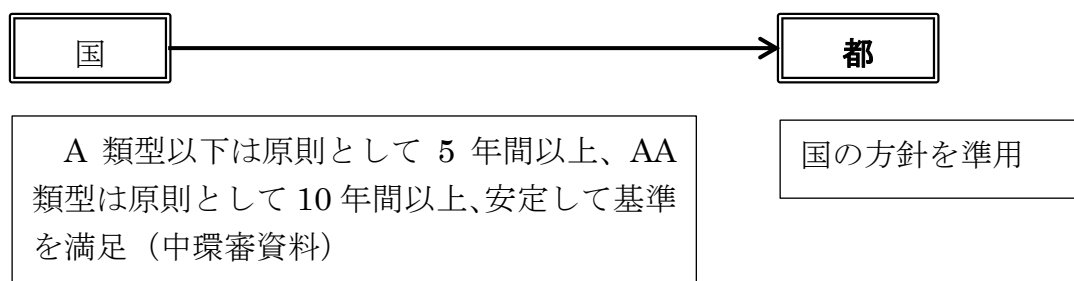 国
都
A 類型以下は原則として 5 年間以上、AA
類型は原則として 10 年間以上、安定して基準
を満足（中環審資料）
国の方針を準用